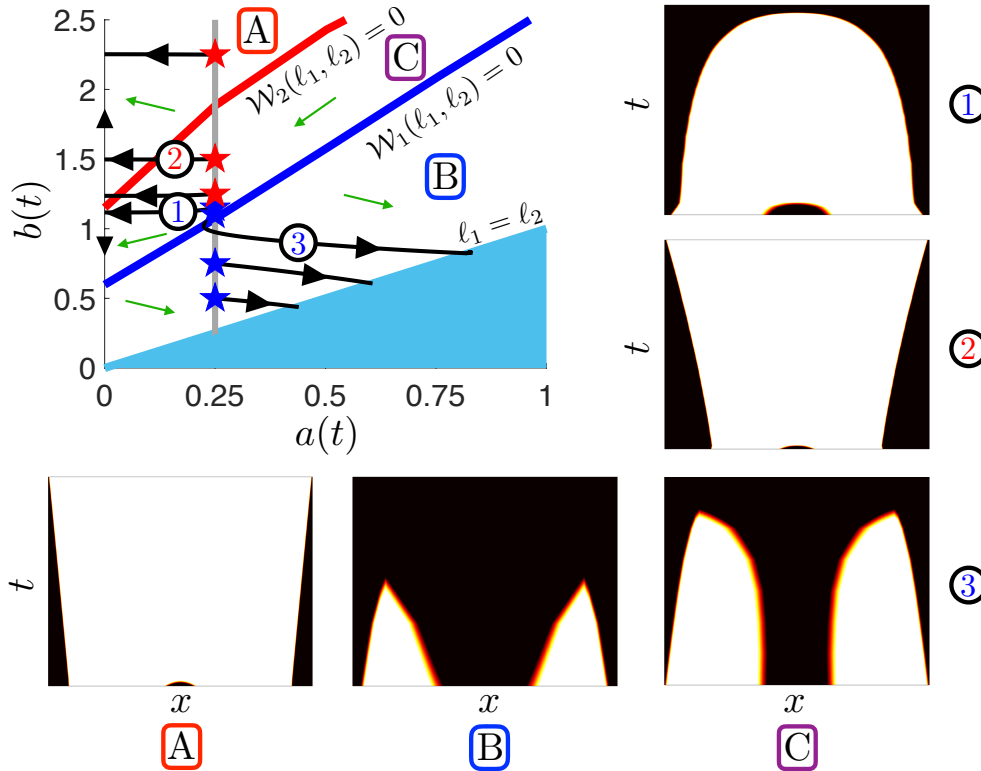 2.5
2
1.5
1
0.5
0
b(t)
0
0.25
0.5
0.75
1
a(t)
A
C
B
𝒲₂(ℓ₁, ℓ₂) = 0
𝒲₁(ℓ₁, ℓ₂) = 0
ℓ₁ = ℓ₂
2
1
3
t
1
t
2
t
x
A
x
B
x
C
3